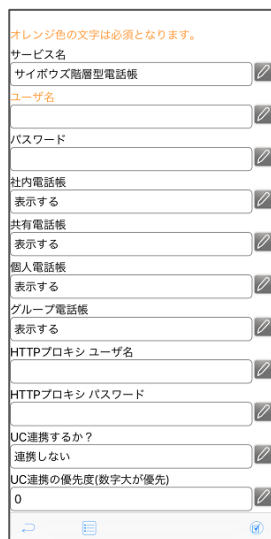 オレンジ色の文字は必須となります。
サービス名
サイボウズ階層型電話帳
ユーザ名
パスワード
社内電話帳
表示する
共有電話帳
表示する
個人電話帳
表示する
グループ電話帳
表示する
HTTPプロキシ ユーザ名
HTTPプロキシ パスワード
UC連携するか？
連携しない
UC連携の優先度(数字大が優先)
0